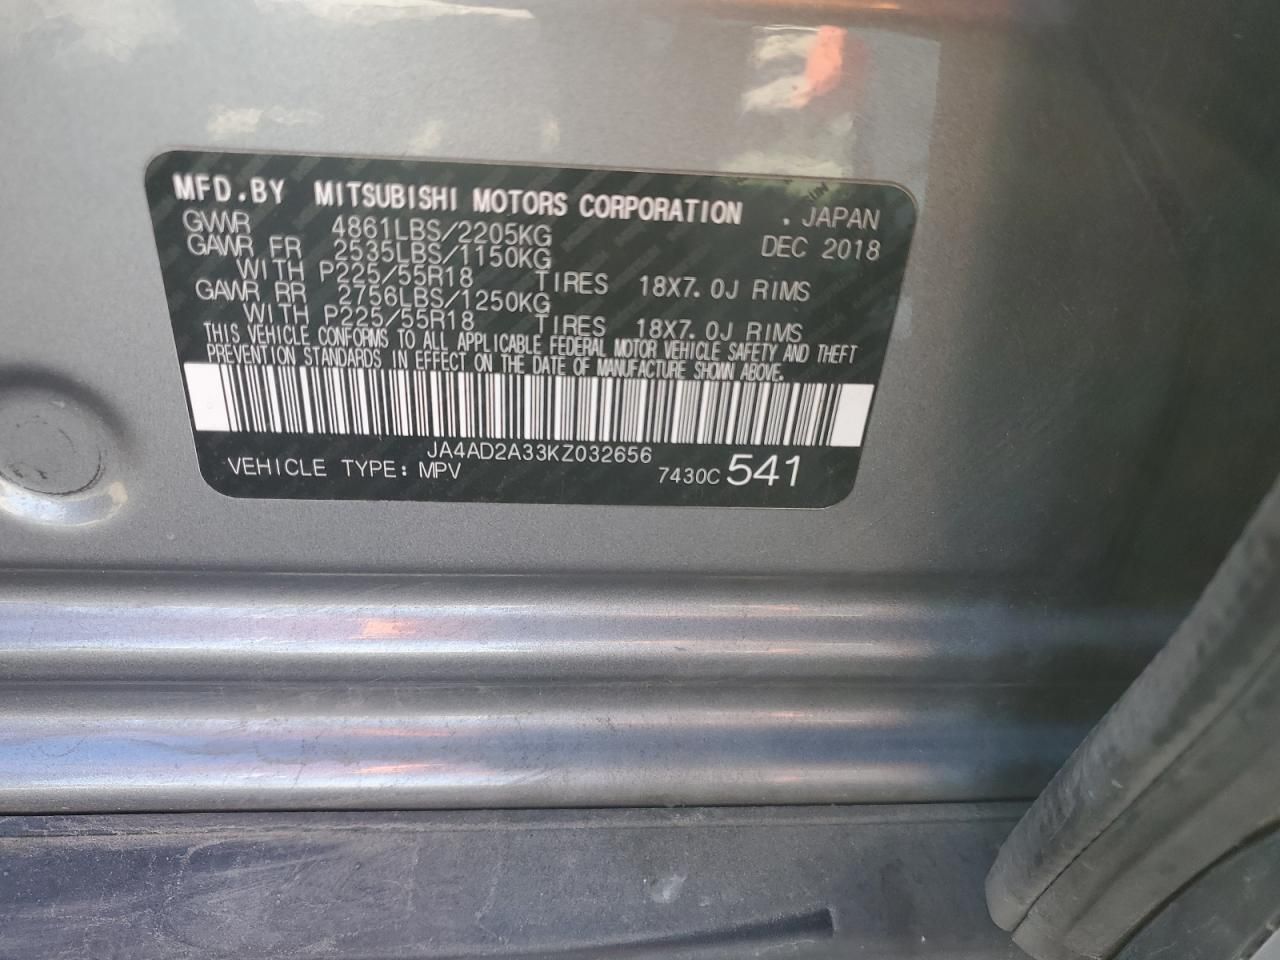 MFD.BY MITSUBISHI MOTORS CORPORATION . JAPAN
GVWR 4861LBS/2205KG DEC 2018
GAWR FR 2535LBS/1150KG
WITH P225/55R18 TIRES 18X7.0J RIMS
GAWR RR 2756LBS/1250KG
WITH P225/55R18 TIRES 18X7.0J RIMS
THIS VEHICLE CONFORMS TO ALL APPLICABLE FEDERAL MOTOR VEHICLE SAFETY AND THEFT
PREVENTION STANDARDS IN EFFECT ON THE DATE OF MANUFACTURE SHOWN ABOVE.
JA4AD2A33KZ032656
VEHICLE TYPE: MPV 7430C 541